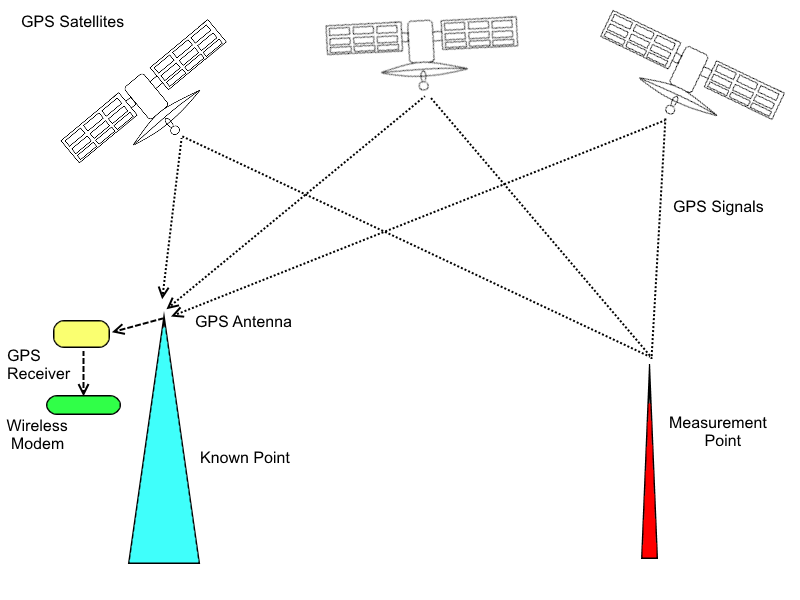 GPS Satellites
GPS Signals
GPS Antenna
GPS
Receiver
Wireless
Modem
Known Point
Measurement
Point